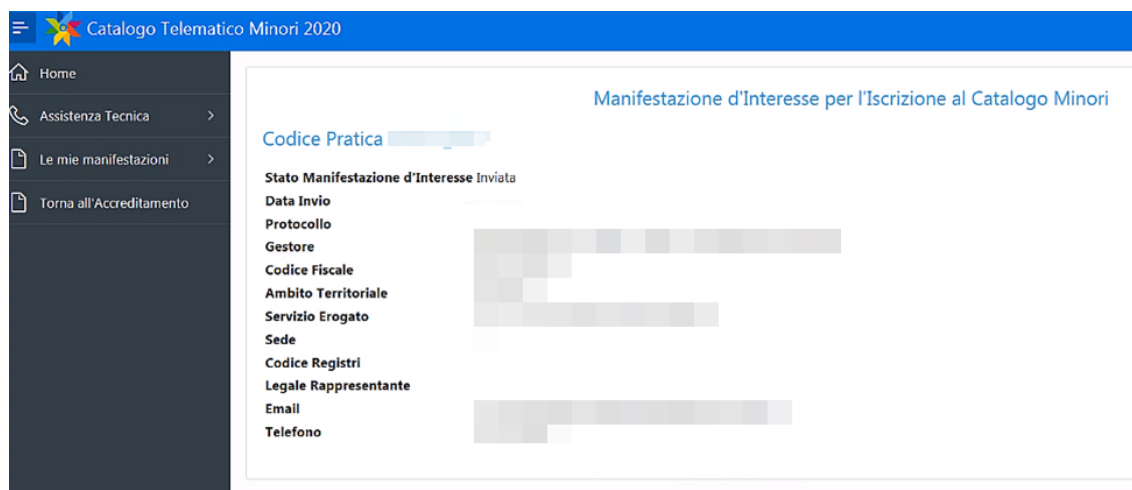 Catalogo Telematico Minori 2020
Home
Assistenza Tecnica
Le mie manifestazioni
Torna all'Accreditamento
Manifestazione d'Interesse per l'Iscrizione al Catalogo Minori
Codice Pratica
Stato Manifestazione d'Interesse Inviata
Data Invio
Protocollo
Gestore
Codice Fiscale
Ambito Territoriale
Servizio Erogato
Sede
Codice Registri
Legale Rappresentante
Email
Telefono